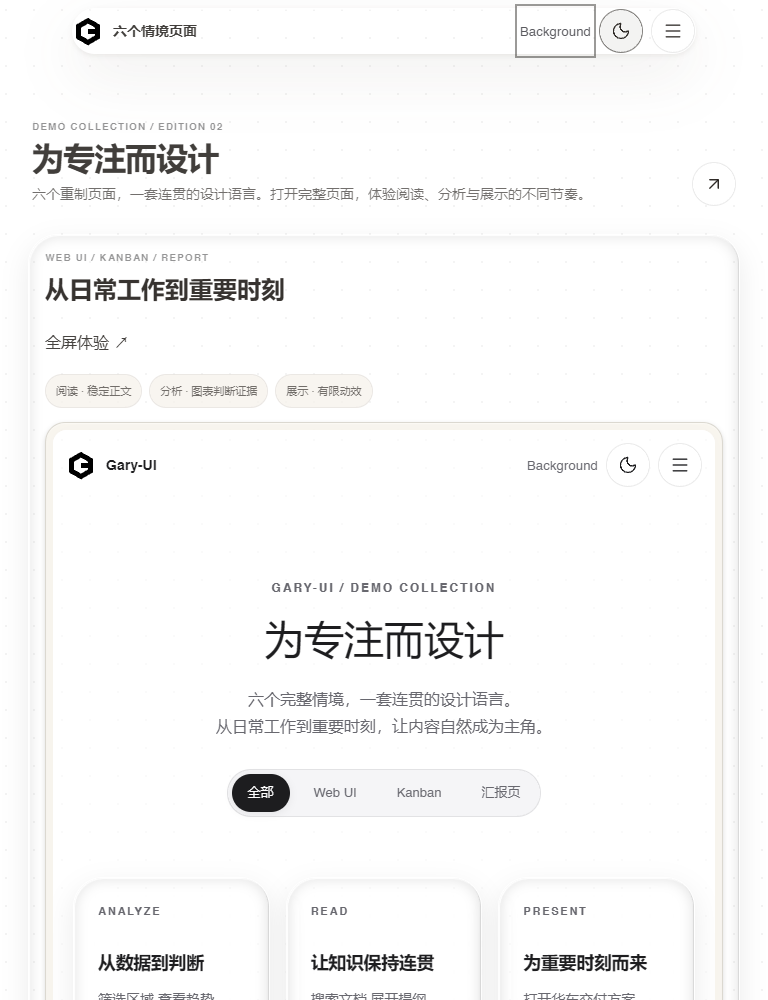 六个情境页面
Background
DEMO COLLECTION / EDITION 02
为专注而设计
六个重制页面，一套连贯的设计语言。打开完整页面，体验阅读、分析与展示的不同节奏。
WEB UI / KANBAN / REPORT
从日常工作到重要时刻
全屏体验 ↗
阅读 · 稳定正文
分析 · 图表判断证据
展示 · 有限动效
Gary-UI
Background
GARY-UI / DEMO COLLECTION
为专注而设计
六个完整情境，一套连贯的设计语言。
从日常工作到重要时刻，让内容自然成为主角。
全部
Web UI
Kanban
汇报页
ANALYZE
从数据到判断
READ
让知识保持连贯
PRESENT
为重要时刻而来